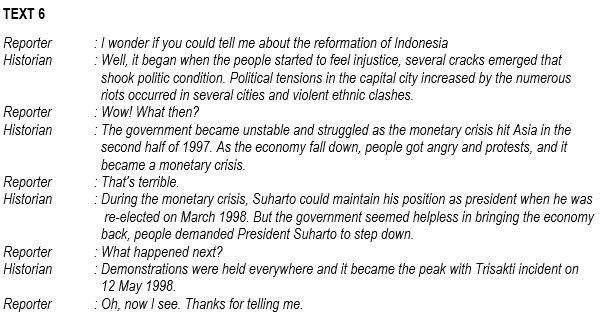 TEXT 6
Reporter : I wonder if you could tell me about the reformation of Indonesia
Historian : Well, it began when the people started to feel injustice, several cracks emerged that
shook politic condition. Political tensions in the capital city increased by the numerous
riots occurred in several cities and violent ethnic clashes.
Reporter : Wow! What then?
Historian : The government became unstable and struggled as the monetary crisis hit Asia in the
second half of 1997. As the economy fall down, people got angry and protests, and it
became a monetary crisis.
Reporter : That's terrible.
Historian : During the monetary crisis, Suharto could maintain his position as president when he was
re-elected on March 1998. But the government seemed helpless in bringing the economy
back, people demanded President Suharto to step down.
Reporter : What happened next?
Historian : Demonstrations were held everywhere and it became the peak with Trisakti incident on
12 May 1998.
Reporter : Oh, now I see. Thanks for telling me.